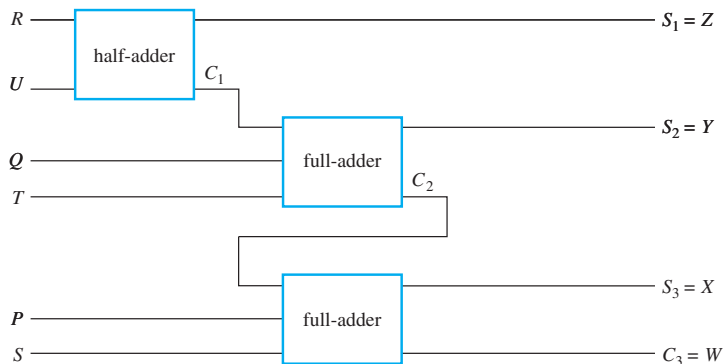 R
S₁ = Z
half-adder
C₁
U
S₂ = Y
Q
full-adder
C₂
T
S₃ = X
P
full-adder
S
C₃ = W